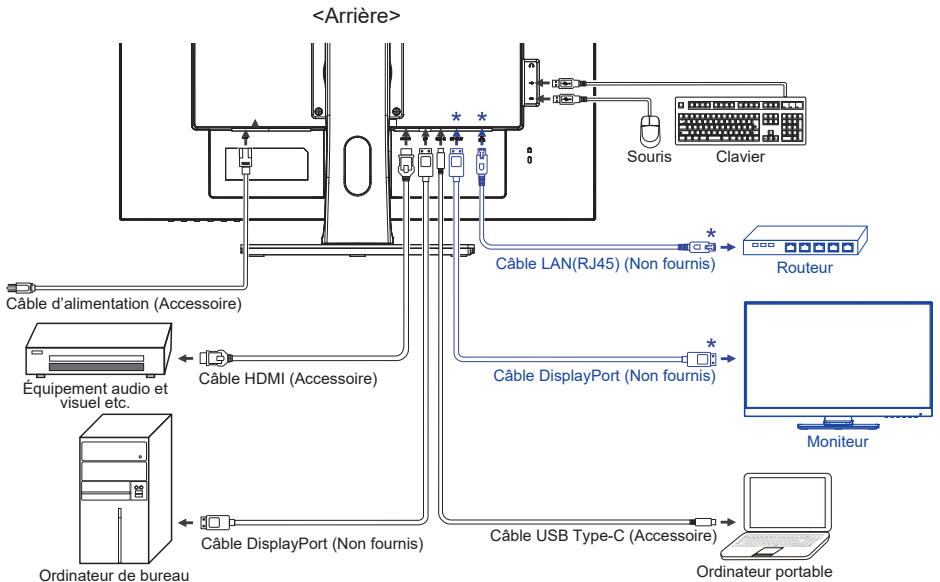 <Arrière>
* *
Souris
Clavier
*
Câble LAN(RJ45) (Non fournis)
Routeur
Câble d'alimentation (Accessoire)
*
Câble HDMI (Accessoire)
Câble DisplayPort (Non fournis)
Équipement audio et
visuel etc.
Moniteur
Câble DisplayPort (Non fournis)
Câble USB Type-C (Accessoire)
Ordinateur de bureau
Ordinateur portable